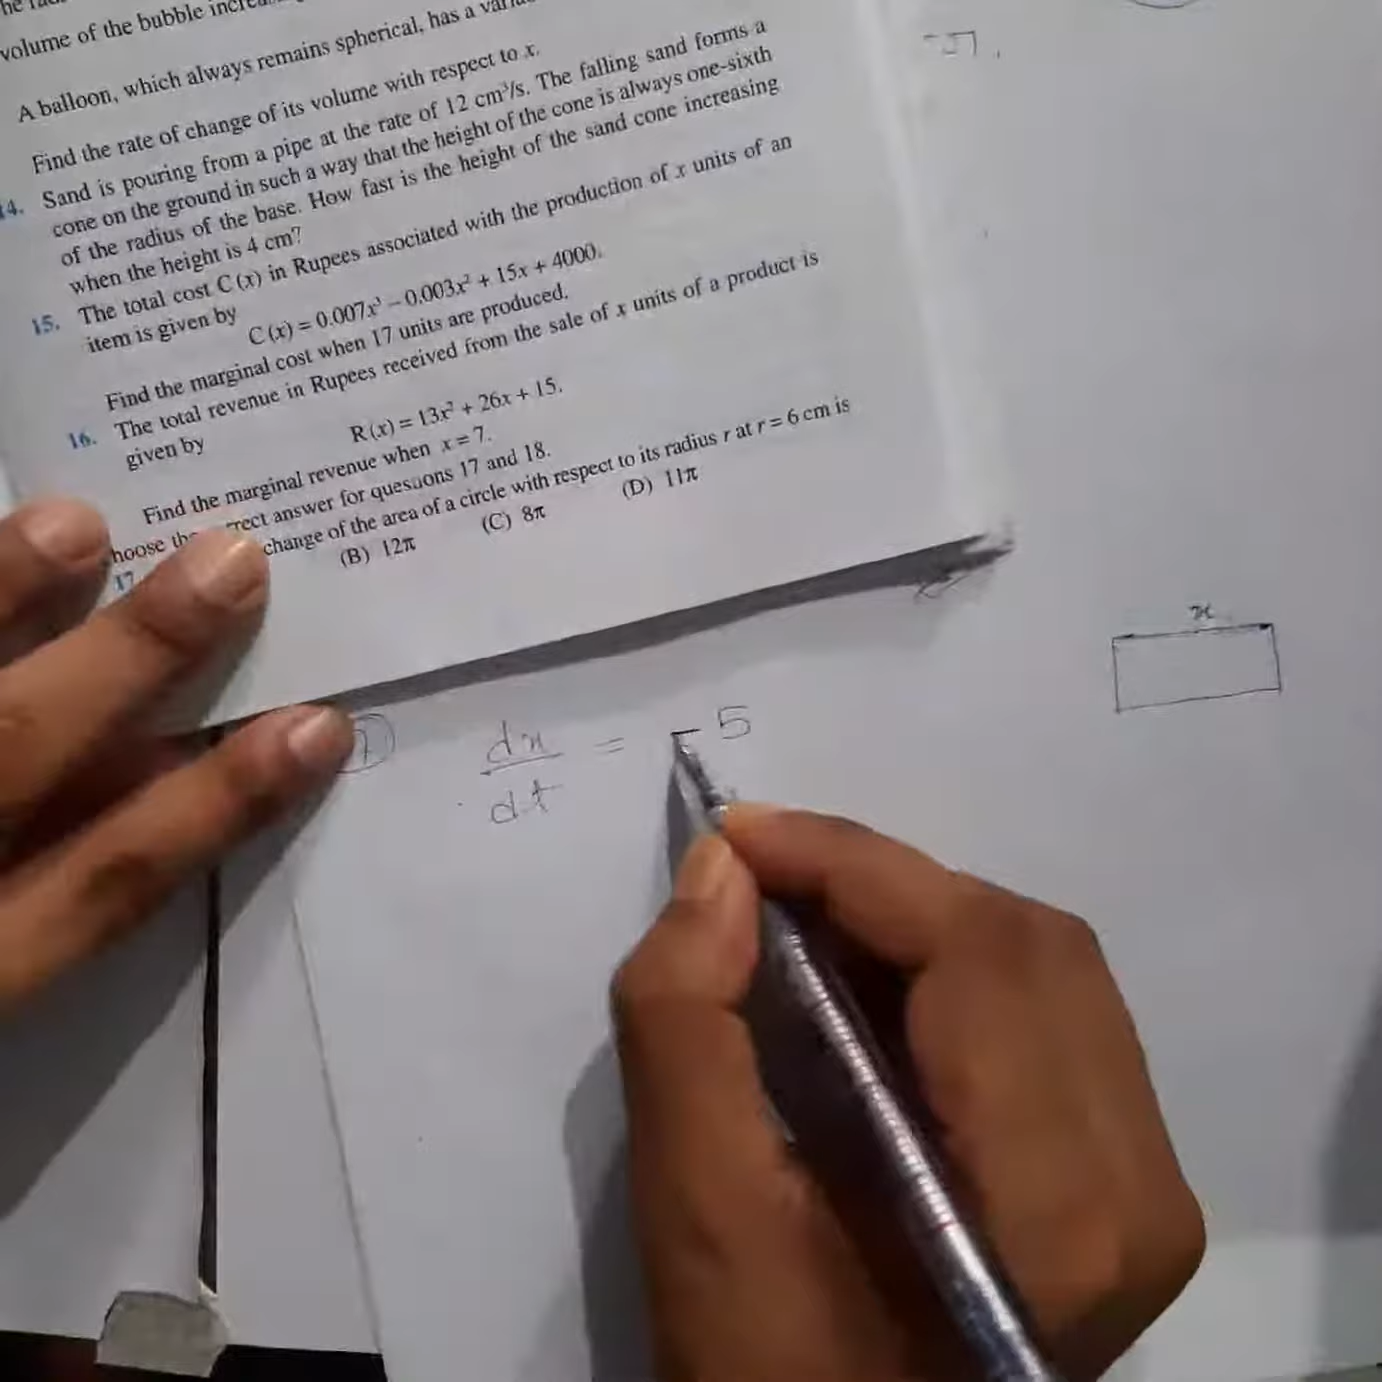 volume of the bubble
A balloon, which always remains spherical, has a
Find the rate of change of its volume with respect to x.
14. Sand is pouring from a pipe at the rate of 12 cm³/s. The falling sand forms a
cone on the ground in such a way that the height of the cone is always one-sixth
of the radius of the base. How fast is the height of the sand cone increasing
when the height is 4 cm?
15. The total cost C (x) in Rupees associated with the production of x units of an
item is given by
C (x) = 0.007x³ – 0.003x² + 15x + 4000.
Find the marginal cost when 17 units are produced.
16. The total revenue in Rupees received from the sale of x units of a product is
given by
R (x) = 13x² + 26x + 15.
Find the marginal revenue when x = 7.
answer for questions 17 and 18.
17. change of the area of a circle with respect to its radius r at r = 6 cm is
(B) 12π (C) 8π (D) 11π
x
7) dx/dt = – 5